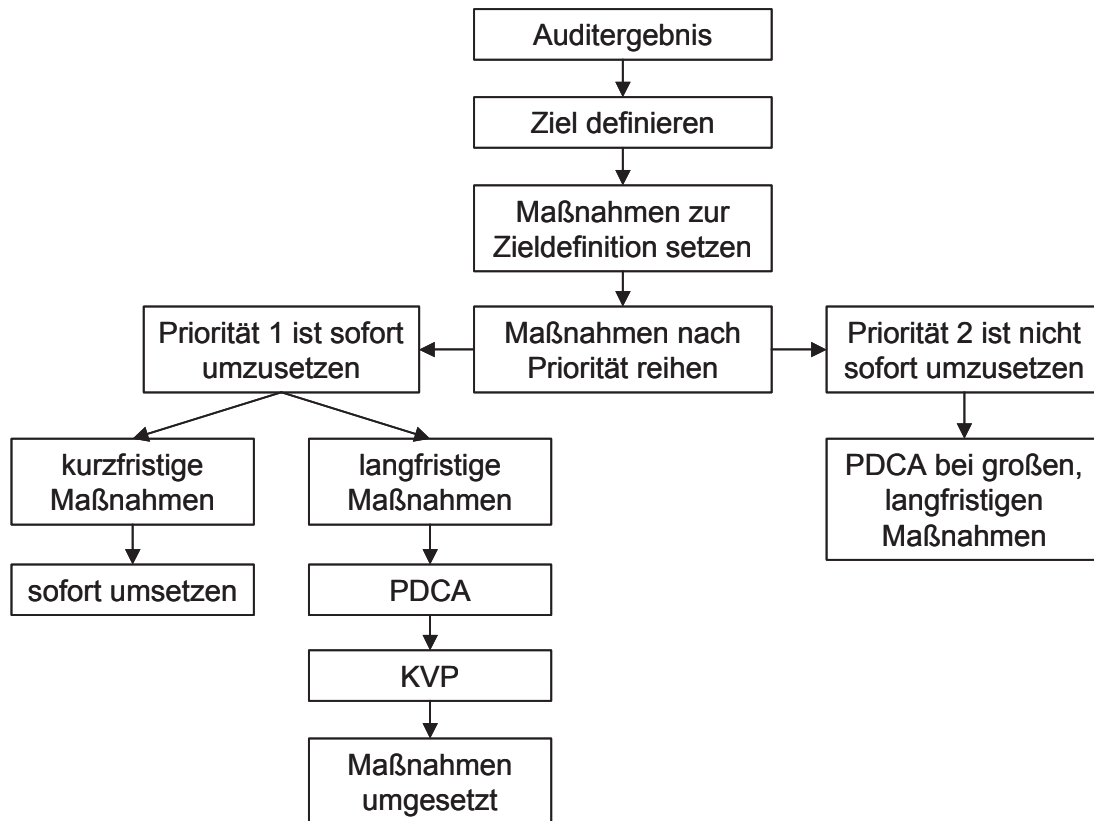 Auditergebnis
Ziel definieren
Maßnahmen zur
Zieldefinition setzen
Priorität 1 ist sofort
umzusetzen
Maßnahmen nach
Priorität reihen
Priorität 2 ist nicht
sofort umzusetzen
kurzfristige
Maßnahmen
langfristige
Maßnahmen
PDCA bei großen,
langfristigen
Maßnahmen
sofort umsetzen
PDCA
KVP
Maßnahmen
umgesetzt